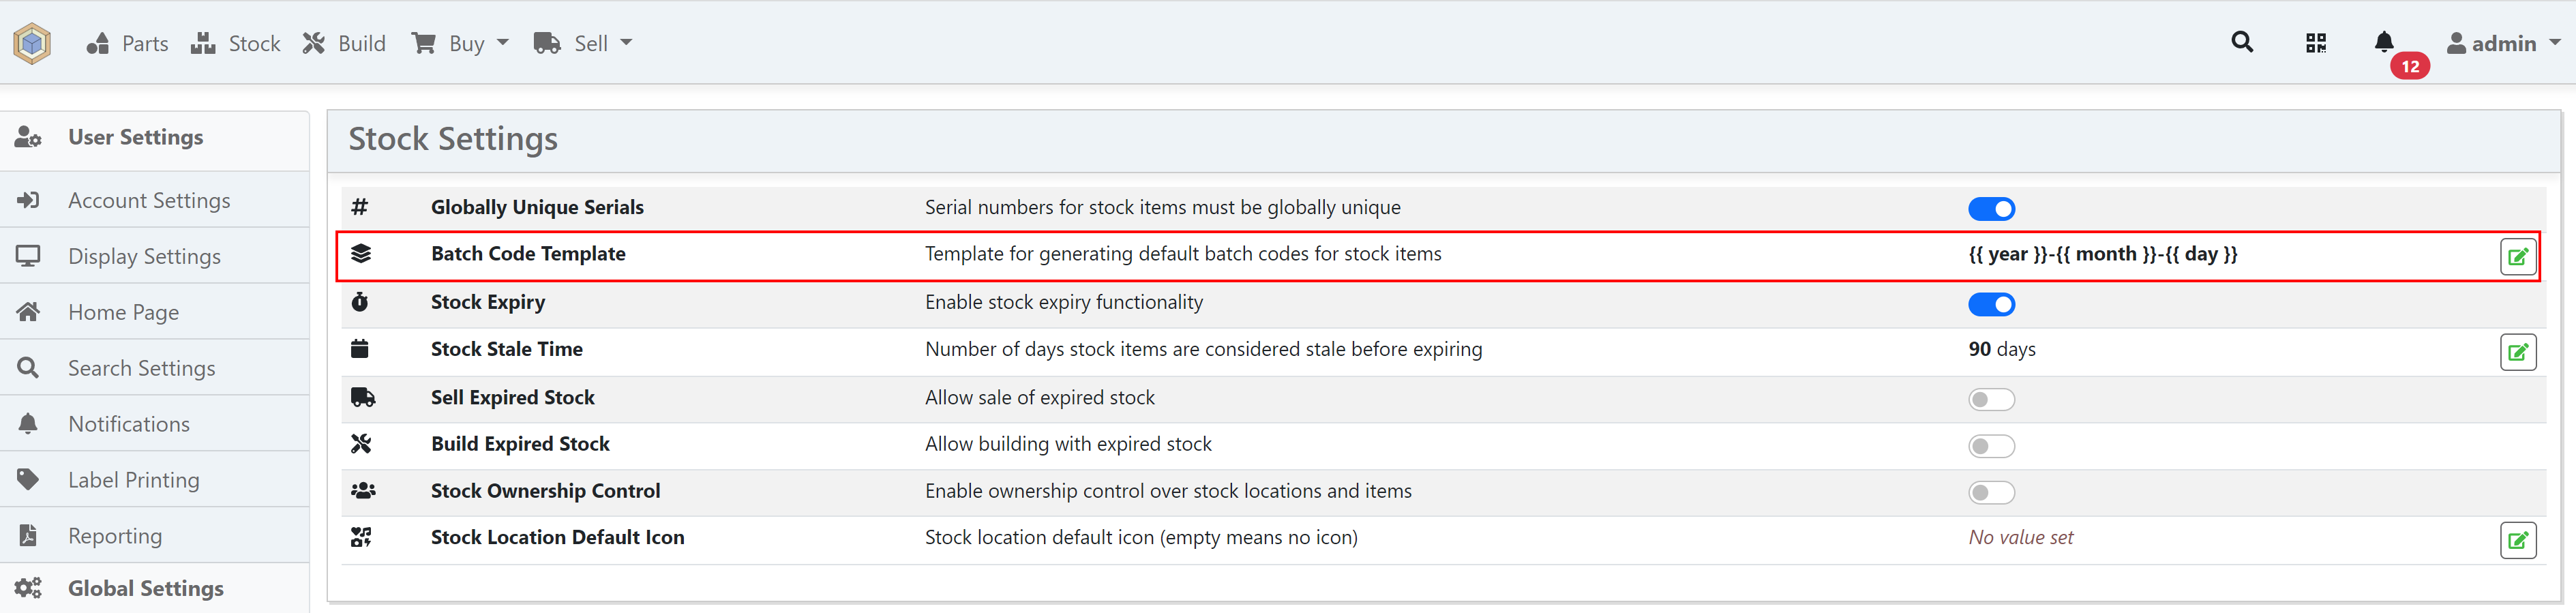 Parts Stock Build Buy Sell 12 admin
User Settings
Account Settings
Display Settings
Home Page
Search Settings
Notifications
Label Printing
Reporting
Global Settings
Stock Settings
Globally Unique Serials Serial numbers for stock items must be globally unique
Batch Code Template Template for generating default batch codes for stock items {{ year }}-{{ month }}-{{ day }}
Stock Expiry Enable stock expiry functionality
Stock Stale Time Number of days stock items are considered stale before expiring 90 days
Sell Expired Stock Allow sale of expired stock
Build Expired Stock Allow building with expired stock
Stock Ownership Control Enable ownership control over stock locations and items
Stock Location Default Icon Stock location default icon (empty means no icon) No value set